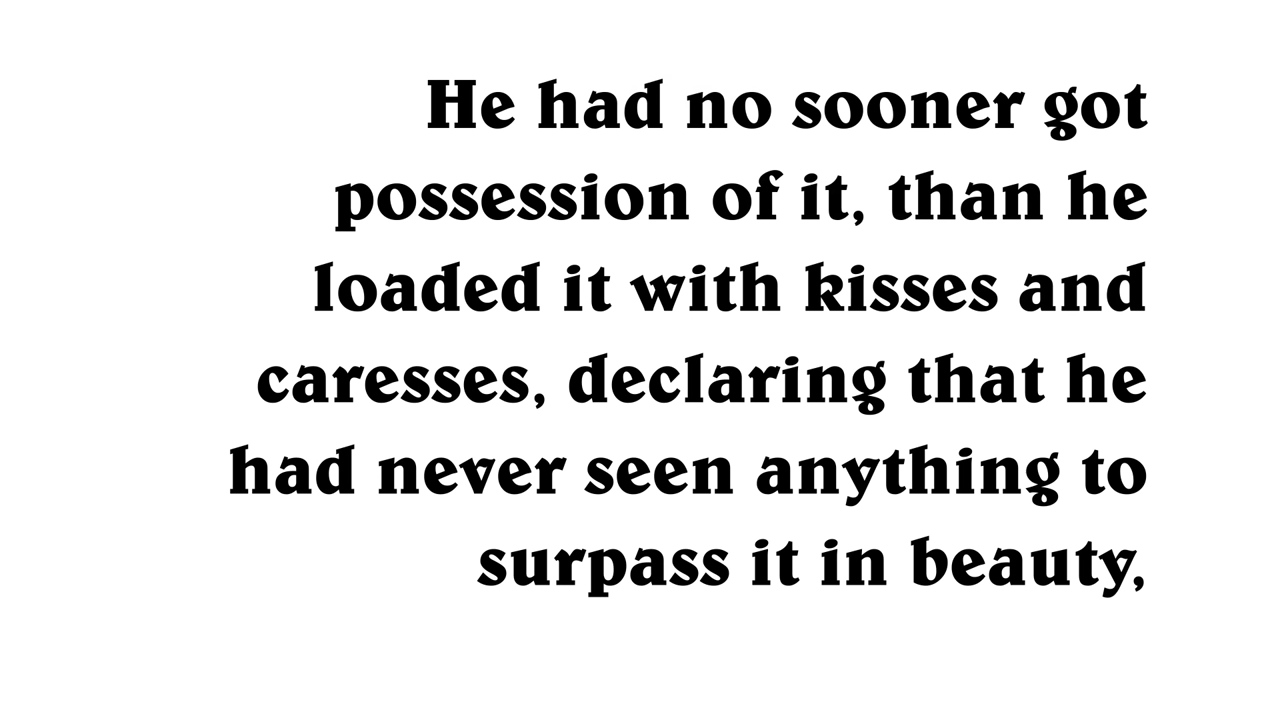 He had no sooner got
possession of it, than he
loaded it with kisses and
caresses, declaring that he
had never seen anything to
surpass it in beauty,